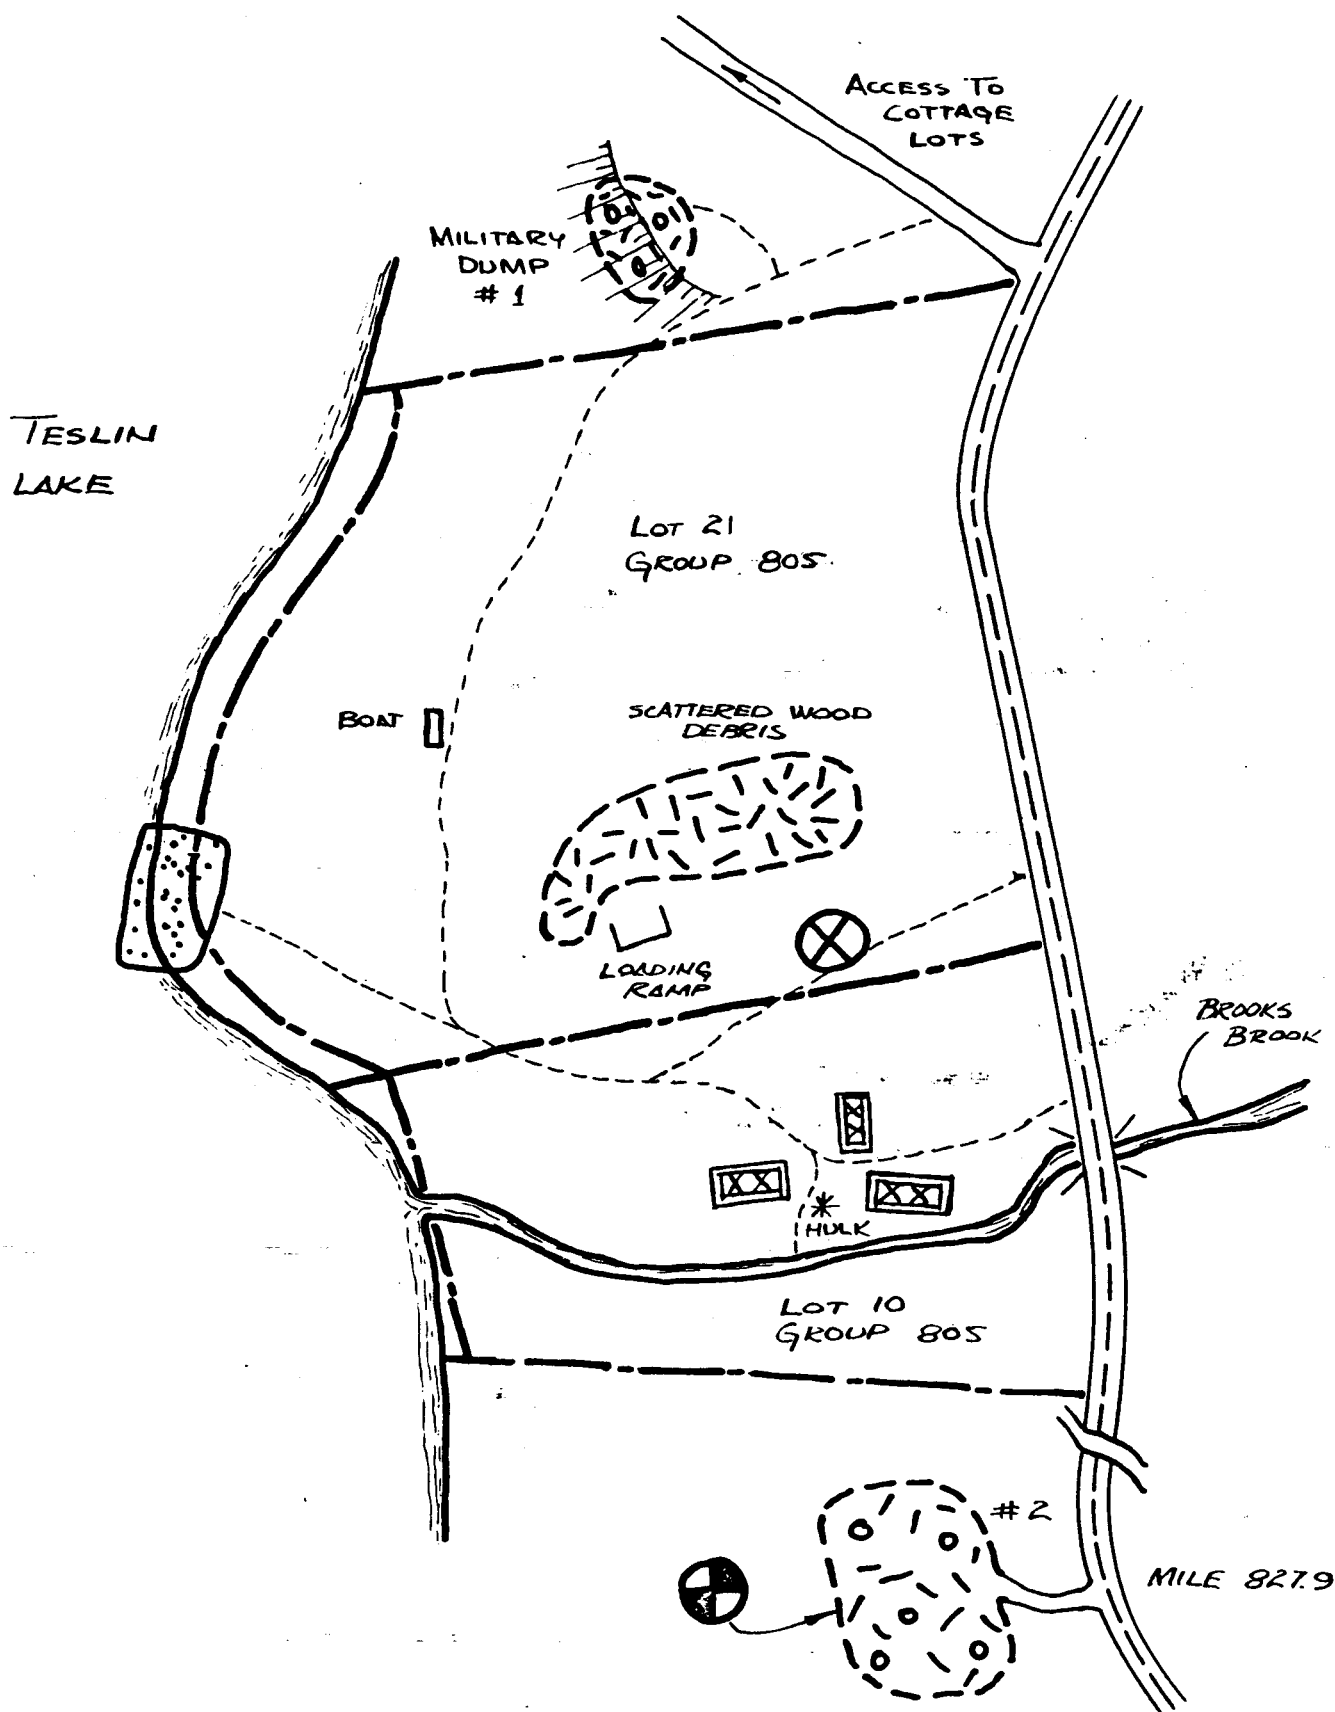 ACCESS TO
COTTAGE
LOTS
MILITARY
DUMP
# 1
TESLIN
LAKE
LOT 21
GROUP 805
BOAT
SCATTERED WOOD
DEBRIS
LOADING
RAMP
BROOKS
BROOK
HULK
LOT 10
GROUP 805
# 2
MILE 827.9